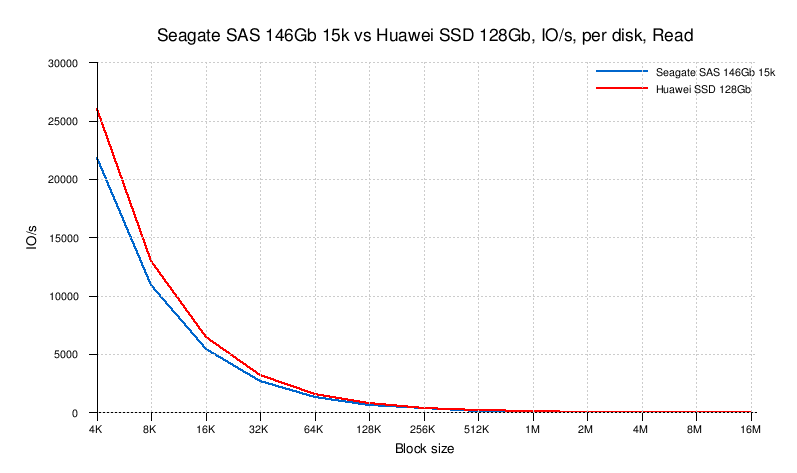 Seagate SAS 146Gb 15k vs Huawei SSD 128Gb, IO/s, per disk, Read
Seagate SAS 146Gb 15k
Huawei SSD 128Gb
30000
25000
20000
15000
10000
5000
0
IO/s
4K 8K 16K 32K 64K 128K 256K 512K 1M 2M 4M 8M 16M
Block size